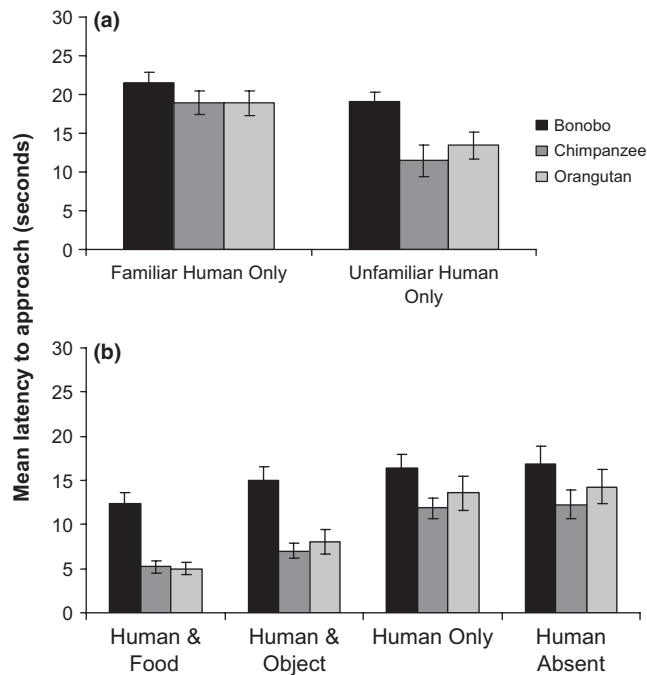 (a)
30
25
20
15
10
5
0
Familiar Human Only
Unfamiliar Human
Only
Bonobo
Chimpanzee
Orangutan
Mean latency to approach (seconds)
(b)
30
25
20
15
10
5
0
Human &
Food
Human &
Object
Human Only
Human
Absent